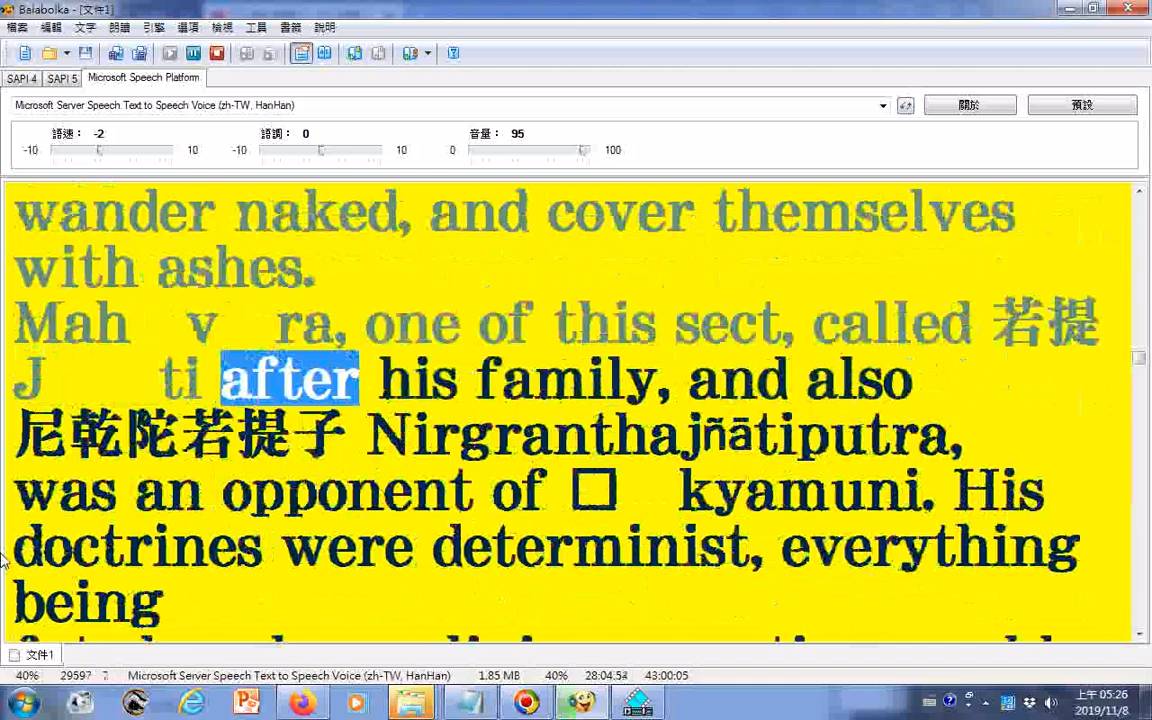 Balabolka - [文件1]
檔案 編輯 文字 朗讀 引擎 選項 檢視 工具 書籤 說明
SAPI 4 SAPI 5 Microsoft Speech Platform
Microsoft Server Speech Text to Speech Voice (zh-TW, HanHan) 關於 預設
語速： -2 語調： 0 音量： 95
-10 10 -10 10 0 100
wander naked, and cover themselves
with ashes.
Mah v ra, one of this sect, called 若提
J ti after his family, and also
尼乾陀若提子 Nirgranthajñātiputra,
was an opponent of □ kyamuni. His
doctrines were determinist, everything
being
文件1
40% 29597 Microsoft Server Speech Text to Speech Voice (zh-TW, HanHan) 1.85 MB 40% 28:04:53 43:00:05
上午 05:26
2019/11/8